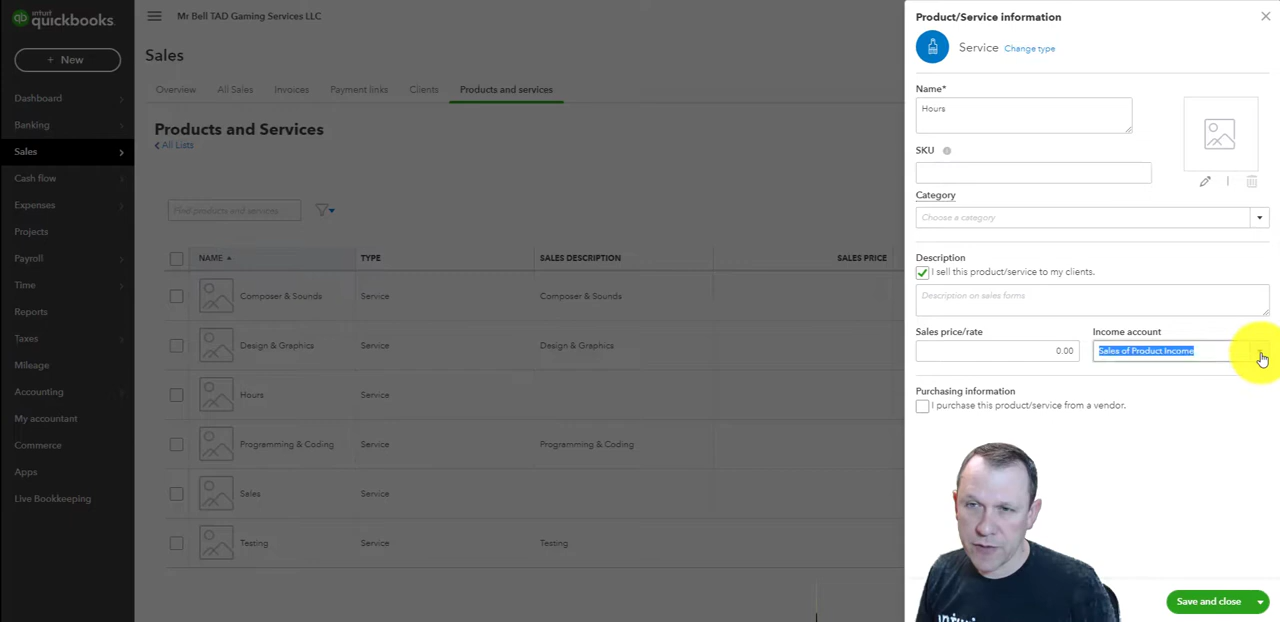 intuit
quickbooks.
+ New
Dashboard
Banking
Sales
Cash flow
Expenses
Projects
Payroll
Time
Reports
Taxes
Mileage
Accounting
My accountant
Commerce
Apps
Live Bookkeeping
Mr Bell TAD Gaming Services LLC
Sales
Overview All Sales Invoices Payment links Clients Products and services
Products and Services
All Lists
Find products and services
NAME TYPE SALES DESCRIPTION SALES PRICE
Composer & Sounds Service Composer & Sounds
Design & Graphics Service Design & Graphics
Hours Service
Programming & Coding Service Programming & Coding
Sales Service
Testing Service Testing
Product/Service information
Service Change type
Name*
Hours
SKU
Category
Choose a category
Description
I sell this product/service to my clients.
Description on sales forms
Sales price/rate Income account
0.00 Sales of Product Income
Purchasing information
I purchase this product/service from a vendor.
Save and close